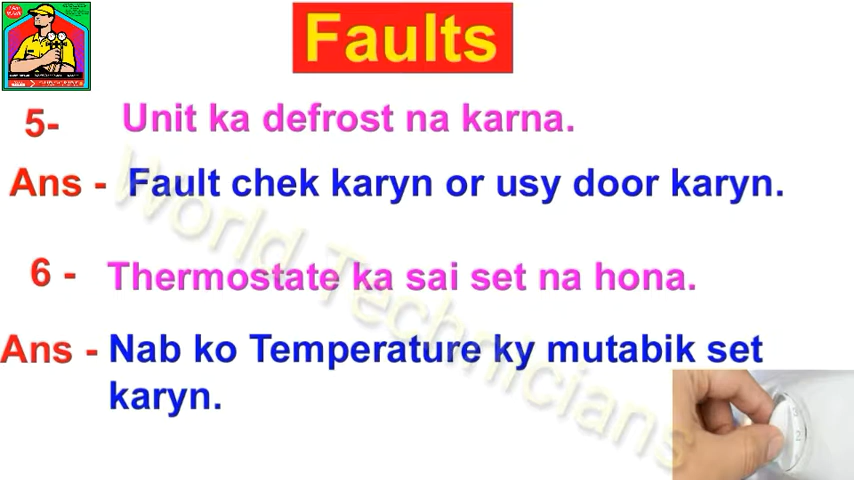 Faults
5- Unit ka defrost na karna.
Ans - Fault chek karyn or usy door karyn.
6 - Thermostate ka sai set na hona.
Ans - Nab ko Temperature ky mutabik set
karyn.
World Technicians
2